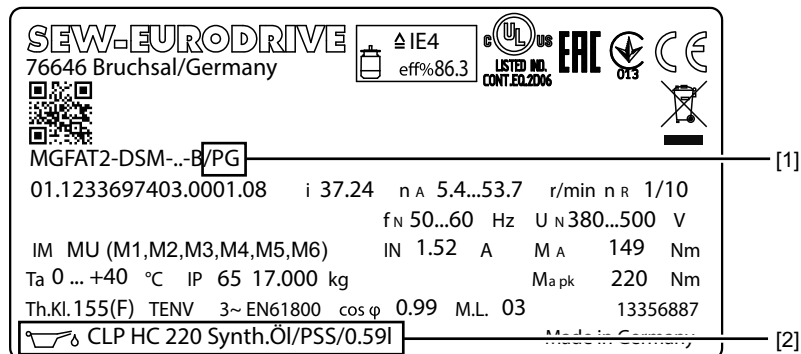 SEW-EURODRIVE
76646 Bruchsal/Germany
≙ IE4
eff% 86.3
C UL US
LISTED IND.
CONT.EQ.2D06
EAC
013
CE
MGFAT2-DSM-..-B/PG
[1]
01.1233697403.0001.08 i 37.24 nA 5.4...53.7 r/min nR 1/10
fN 50...60 Hz UN 380...500 V
IM MU (M1,M2,M3,M4,M5,M6) IN 1.52 A MA 149 Nm
Ta 0 ... +40 °C IP 65 17.000 kg Ma pk 220 Nm
Th.Kl. 155(F) TENV 3~ EN61800 cos φ 0.99 M.L. 03 13356887
CLP HC 220 Synth.Öl/PSS/0.59l Made in Germany
[2]